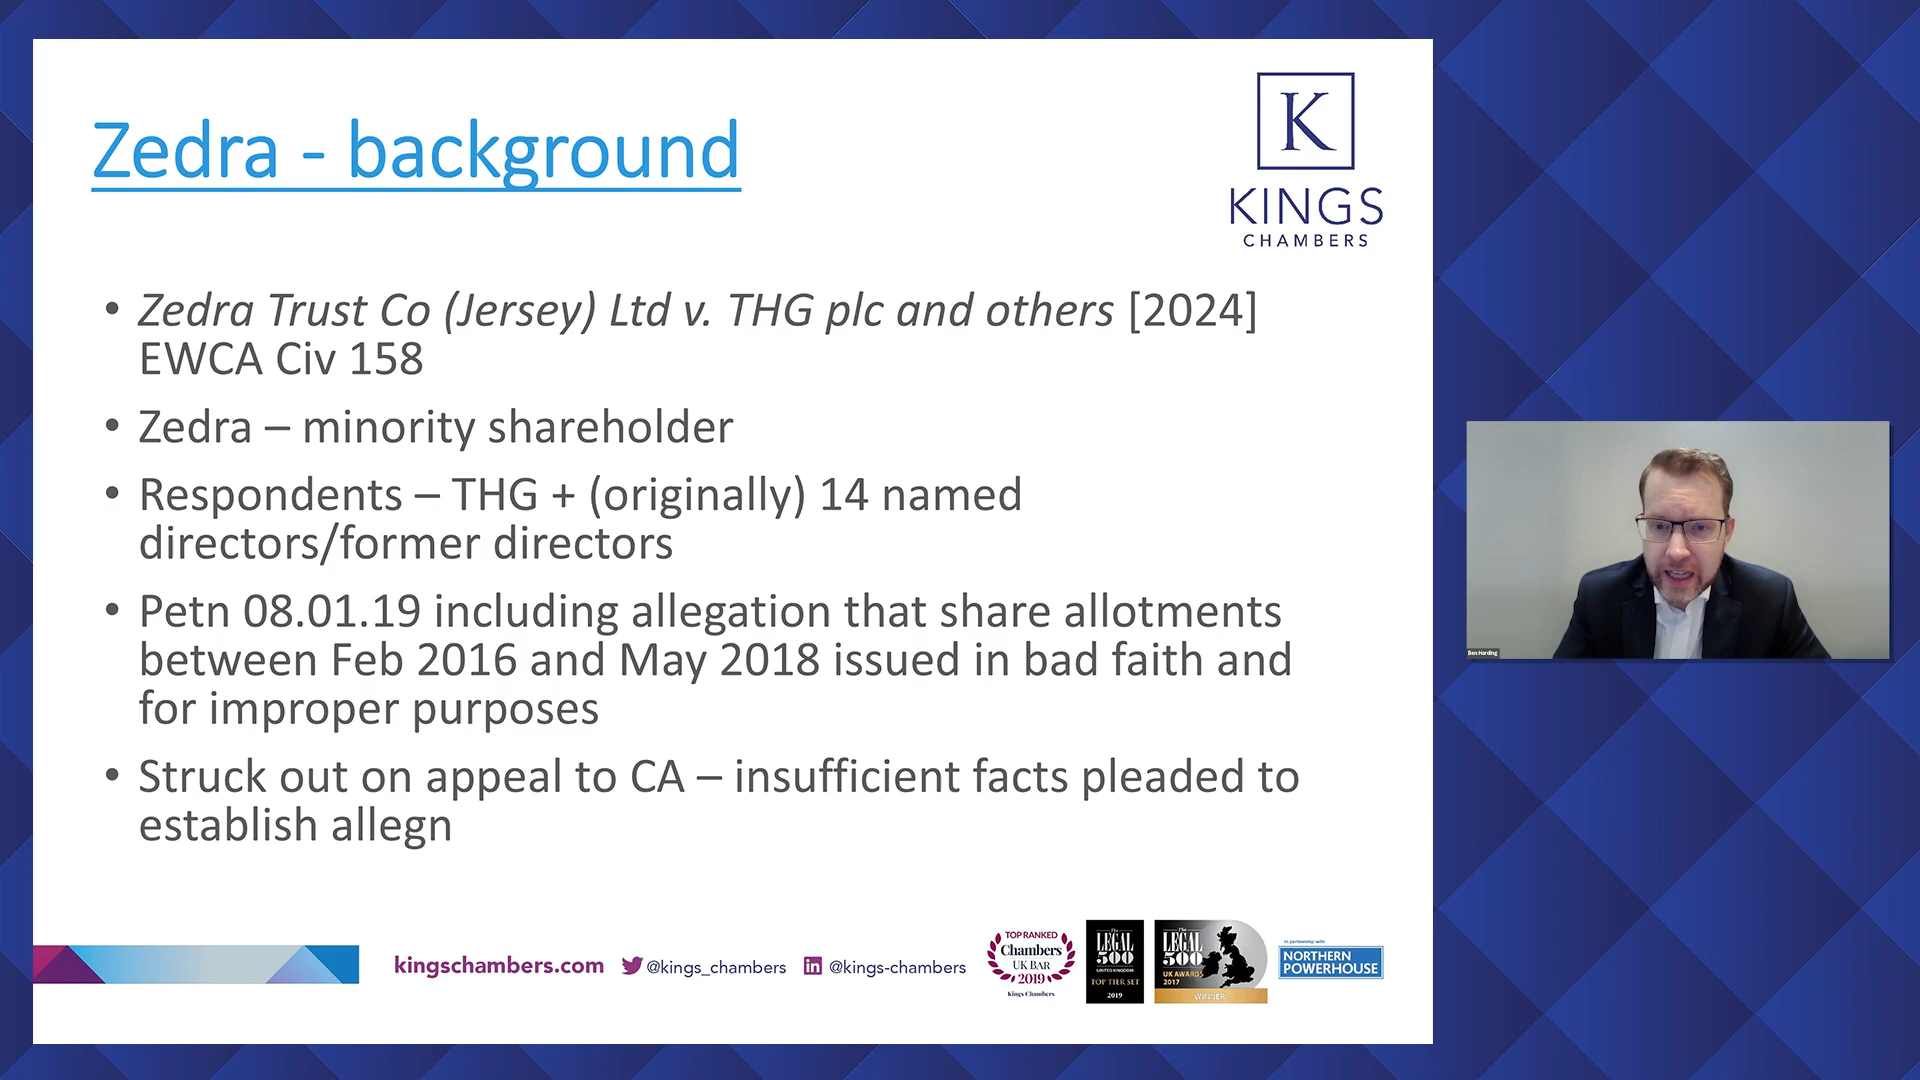 Zedra - background
K
KINGS
CHAMBERS
• Zedra Trust Co (Jersey) Ltd v. THG plc and others [2024]
EWCA Civ 158
• Zedra – minority shareholder
• Respondents – THG + (originally) 14 named
directors/former directors
• Petn 08.01.19 including allegation that share allotments
between Feb 2016 and May 2018 issued in bad faith and
for improper purposes
• Struck out on appeal to CA – insufficient facts pleaded to
establish allegn
Ben Harding
kingschambers.com @kings_chambers in @kings-chambers
TOP RANKED
Chambers
UK BAR
2019
Kings Chambers
The
LEGAL
500
UNITED KINGDOM
TOP TIER SET
2019
The
LEGAL
500
UK AWARDS
2017
WINNER
in partnership with
NORTHERN
POWERHOUSE